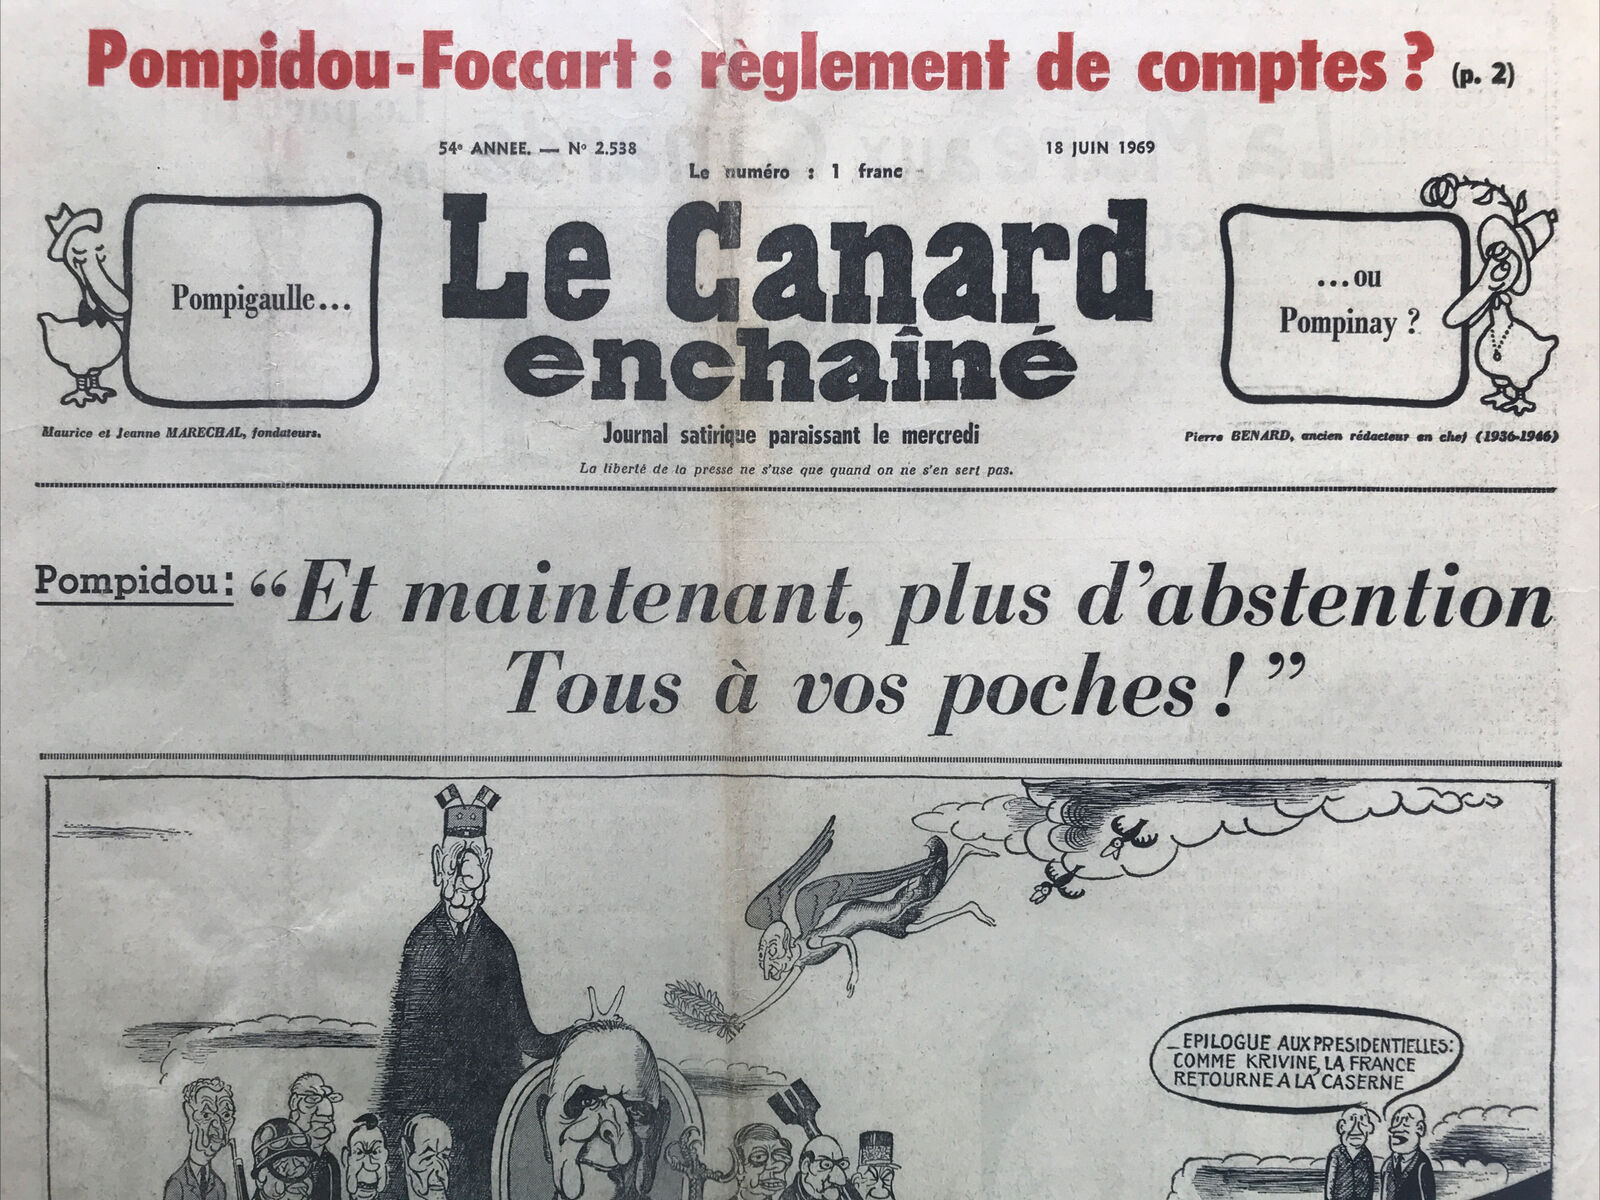 Pompidou-Foccart : règlement de comptes ? (p. 2)
54e ANNEE. — No 2.538
18 JUIN 1969
Le numéro : 1 franc
Pompigaulle...
Le Canard
enchaîné
...ou
Pompinay ?
Maurice et Jeanne MARECHAL, fondateurs.
Journal satirique paraissant le mercredi
Pierre BENARD, ancien rédacteur en chef (1936-1946)
La liberté de la presse ne s'use que quand on ne s'en sert pas.
Pompidou : “Et maintenant, plus d'abstention
Tous à vos poches !”
_EPILOGUE AUX PRESIDENTIELLES:
COMME KRIVINE, LA FRANCE
RETOURNE A LA CASERNE